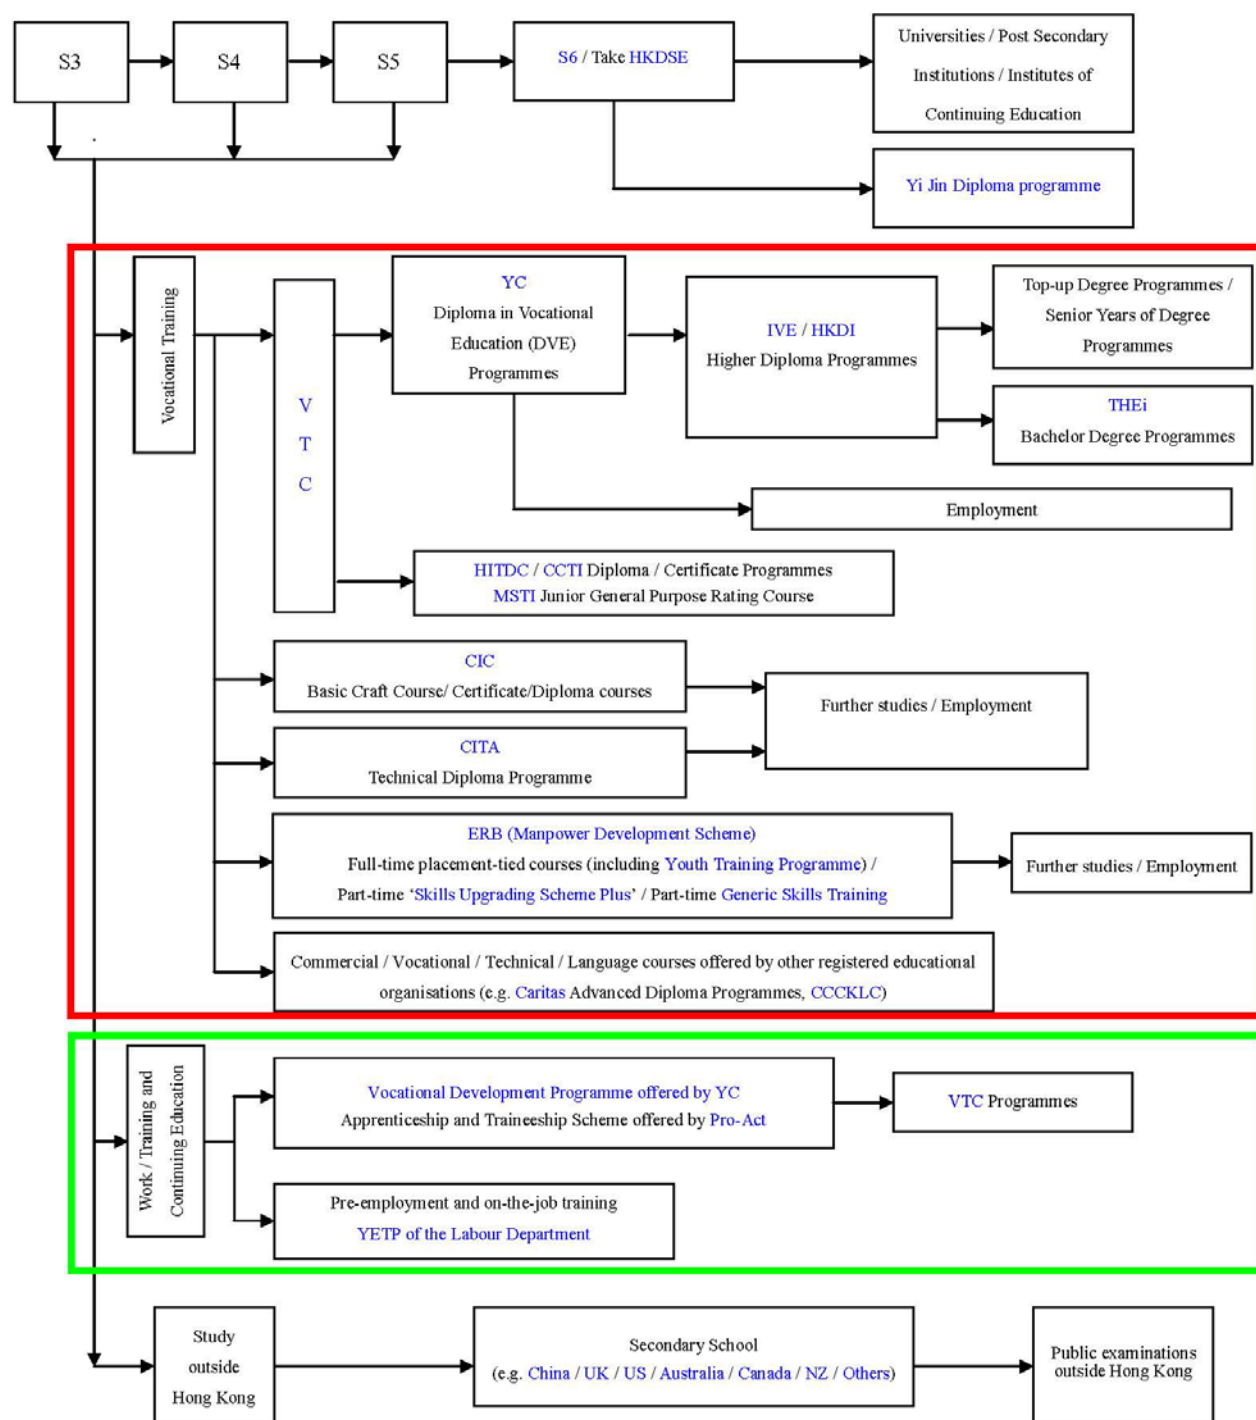 S3
S4
S5
S6 / Take HKDSE
Universities / Post Secondary
Institutions / Institutes of
Continuing Education
Yi Jin Diploma programme
Vocational Training
V
T
C
YC
Diploma in Vocational
Education (DVE)
Programmes
IVE / HKDI
Higher Diploma Programmes
Top-up Degree Programmes /
Senior Years of Degree
Programmes
THEi
Bachelor Degree Programmes
Employment
HITDC / CCTI Diploma / Certificate Programmes
MSTI Junior General Purpose Rating Course
CIC
Basic Craft Course/ Certificate/Diploma courses
Further studies / Employment
CITA
Technical Diploma Programme
ERB (Manpower Development Scheme)
Full-time placement-tied courses (including Youth Training Programme) /
Part-time ‘Skills Upgrading Scheme Plus’ / Part-time Generic Skills Training
Further studies / Employment
Commercial / Vocational / Technical / Language courses offered by other registered educational
organisations (e.g. Caritas Advanced Diploma Programmes, CCCKLC)
Work / Training and
Continuing Education
Vocational Development Programme offered by YC
Apprenticeship and Traineeship Scheme offered by Pro-Act
VTC Programmes
Pre-employment and on-the-job training
YETP of the Labour Department
Study
outside
Hong Kong
Secondary School
(e.g. China / UK / US / Australia / Canada / NZ / Others)
Public examinations
outside Hong Kong